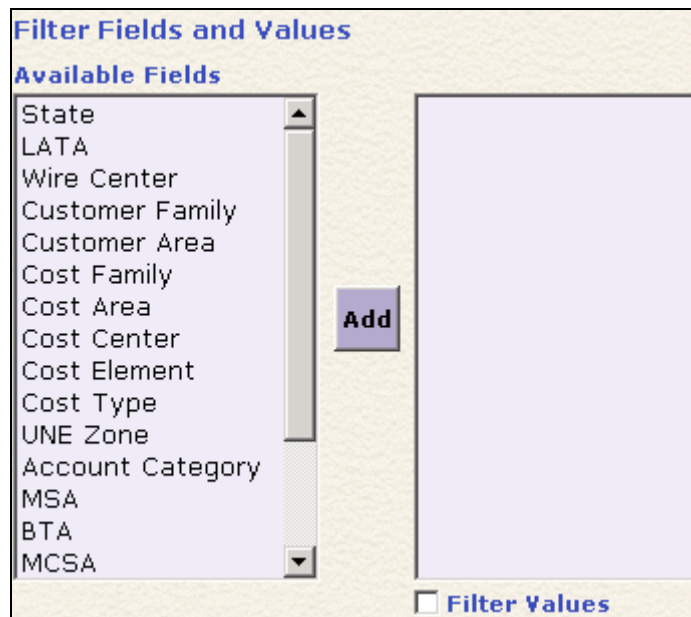 Filter Fields and Values
Available Fields
State
LATA
Wire Center
Customer Family
Customer Area
Cost Family
Cost Area
Cost Center
Cost Element
Cost Type
UNE Zone
Account Category
MSA
BTA
MCSA
Add
Filter Values